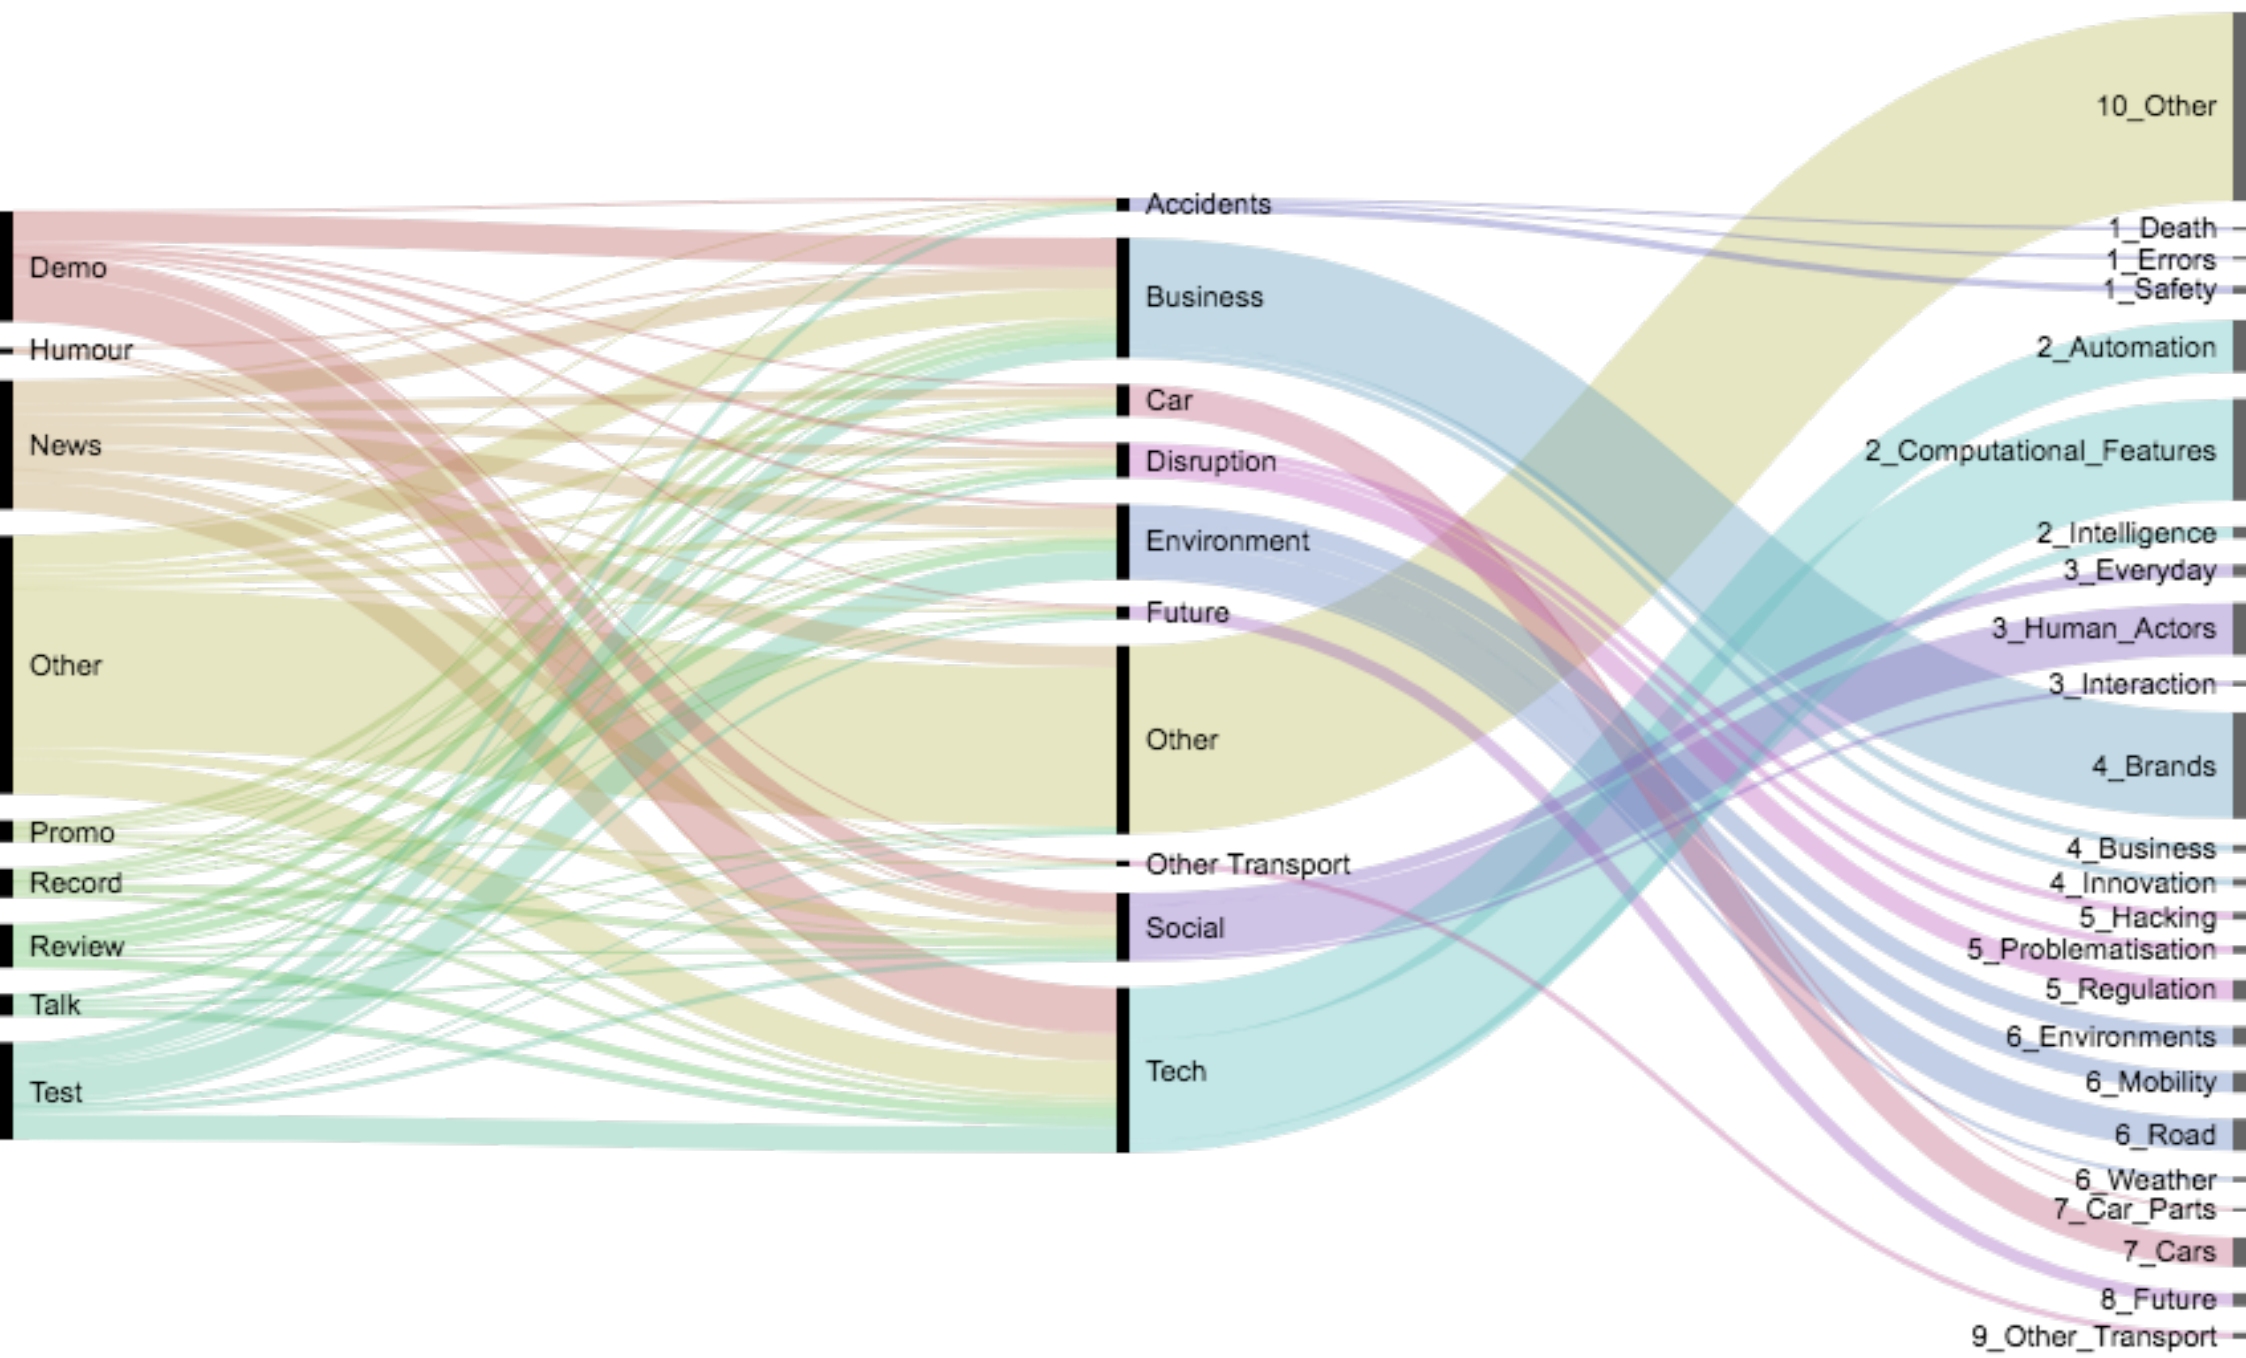 Demo
Humour
News
Other
Promo
Record
Review
Talk
Test
Accidents
Business
Car
Disruption
Environment
Future
Other
Other Transport
Social
Tech
10_Other
1_Death
1_Errors
1_Safety
2_Automation
2_Computational_Features
2_Intelligence
3_Everyday
3_Human_Actors
3_Interaction
4_Brands
4_Business
4_Innovation
5_Hacking
5_Problematisation
5_Regulation
6_Environments
6_Mobility
6_Road
6_Weather
7_Car_Parts
7_Cars
8_Future
9_Other_Transport